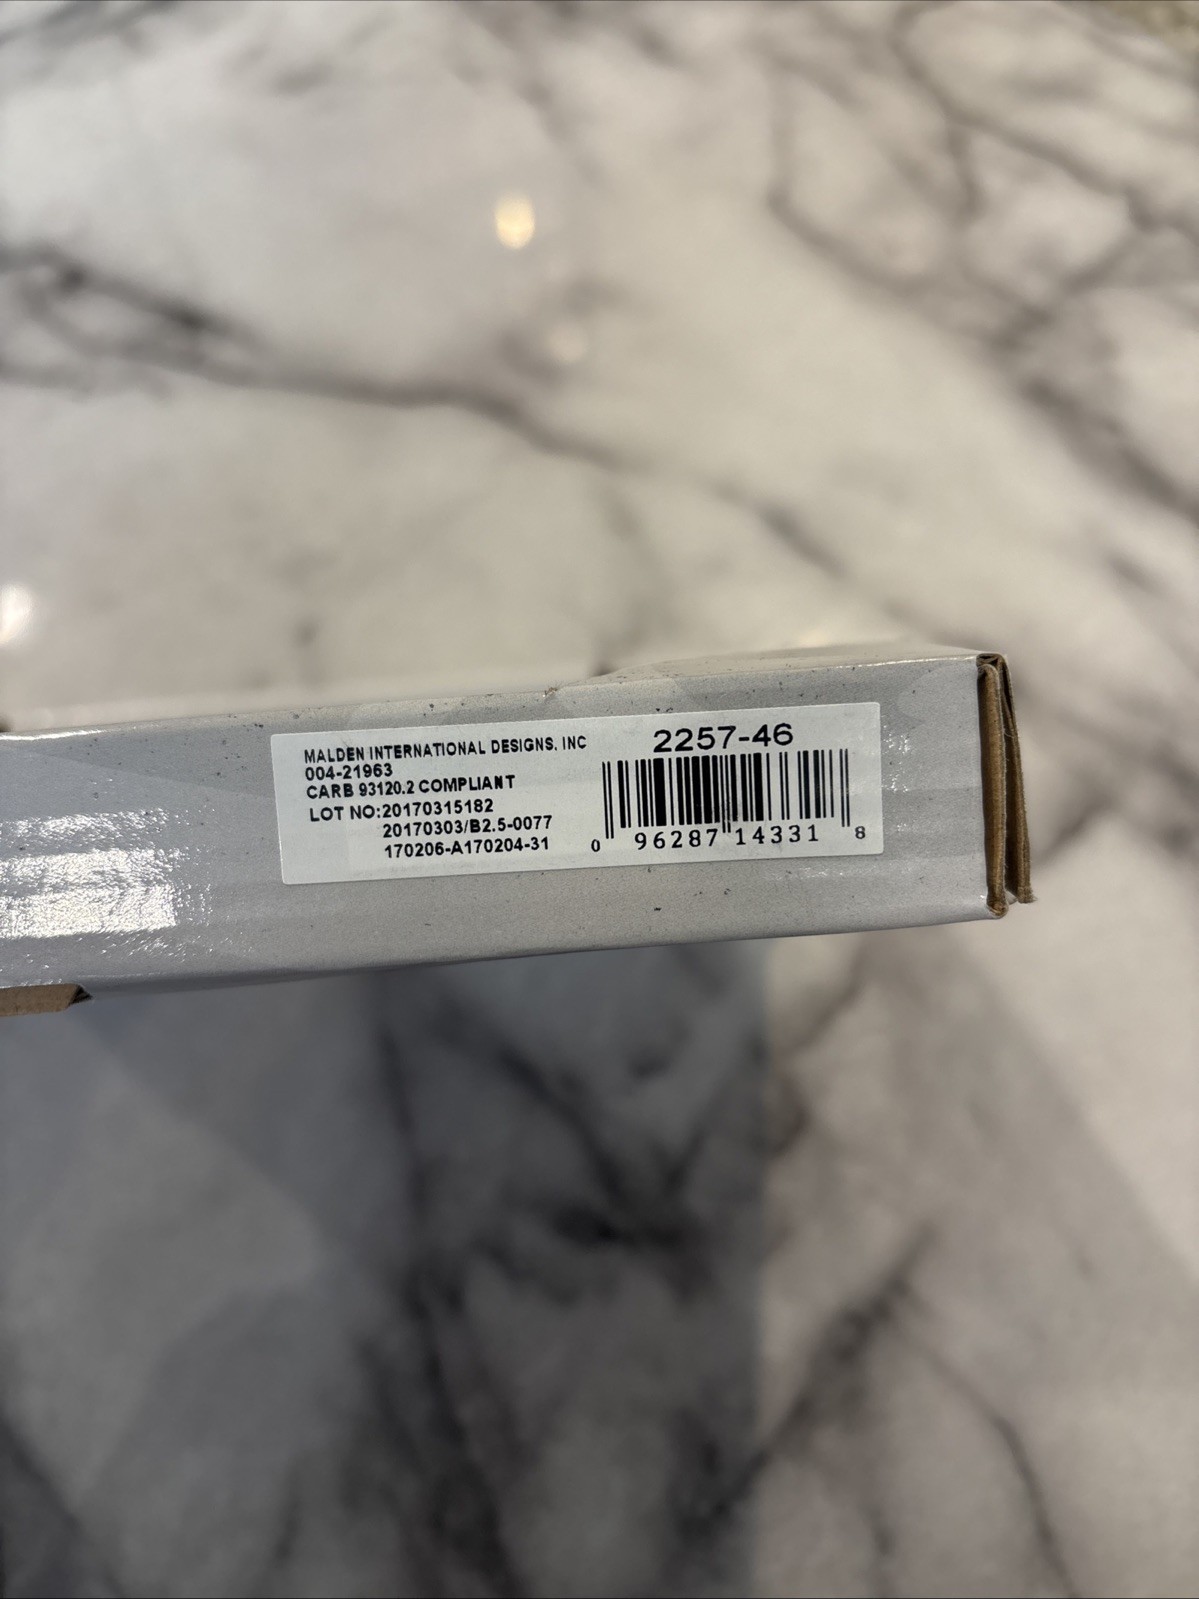 MALDEN INTERNATIONAL DESIGNS, INC
004-21963
CARB 93120.2 COMPLIANT
LOT NO:20170315182
20170303/B2.5-0077
170206-A170204-31
2257-46
0 96287 14331 8